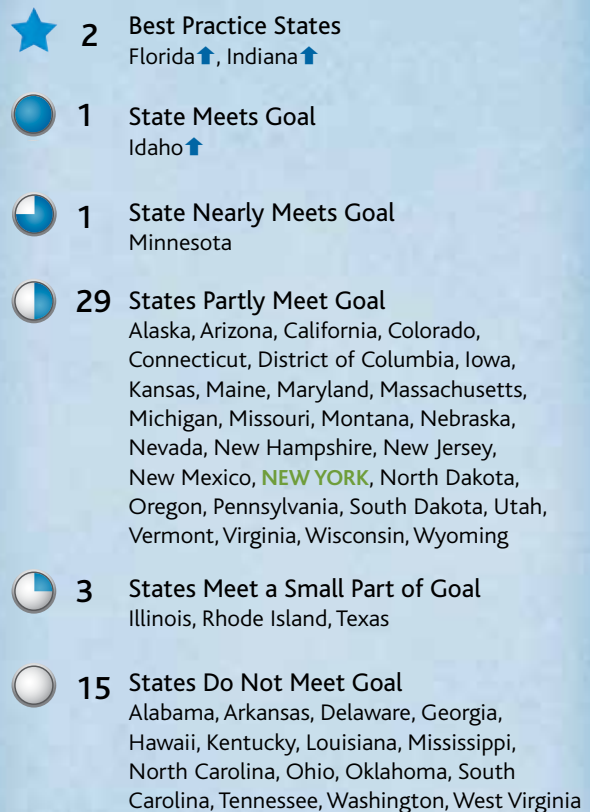 2 Best Practice States
Florida⬆, Indiana⬆
1 State Meets Goal
Idaho⬆
1 State Nearly Meets Goal
Minnesota
29 States Partly Meet Goal
Alaska, Arizona, California, Colorado,
Connecticut, District of Columbia, Iowa,
Kansas, Maine, Maryland, Massachusetts,
Michigan, Missouri, Montana, Nebraska,
Nevada, New Hampshire, New Jersey,
New Mexico, NEW YORK, North Dakota,
Oregon, Pennsylvania, South Dakota, Utah,
Vermont, Virginia, Wisconsin, Wyoming
3 States Meet a Small Part of Goal
Illinois, Rhode Island, Texas
15 States Do Not Meet Goal
Alabama, Arkansas, Delaware, Georgia,
Hawaii, Kentucky, Louisiana, Mississippi,
North Carolina, Ohio, Oklahoma, South
Carolina, Tennessee, Washington, West Virginia